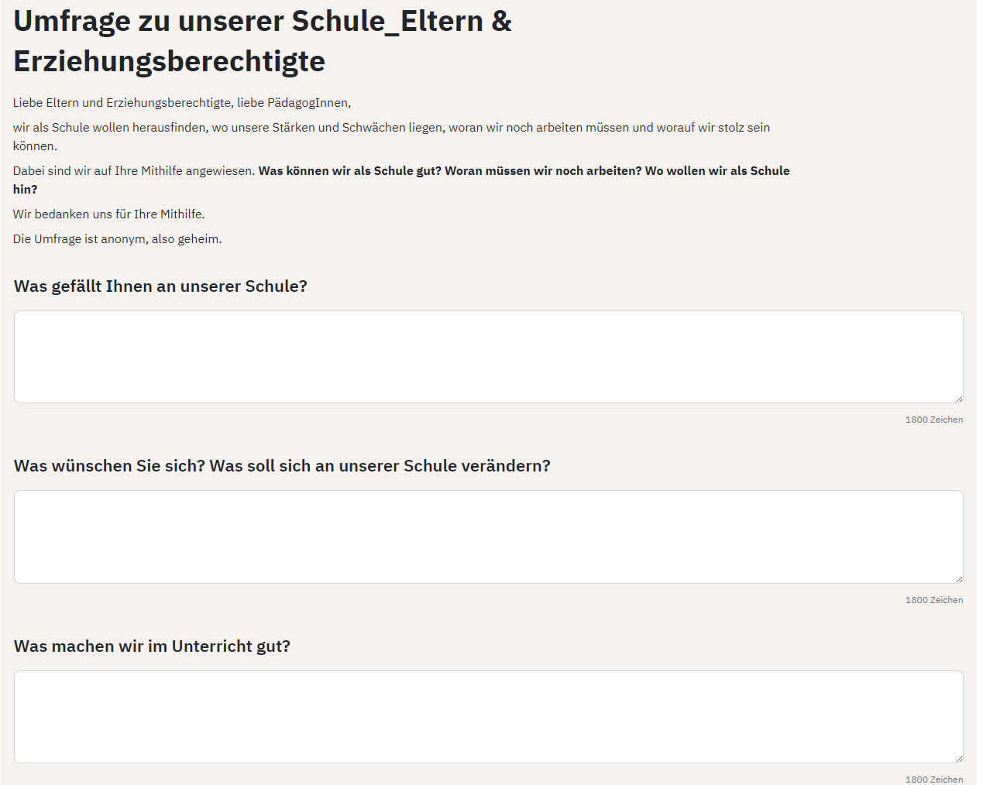 Umfrage zu unserer Schule_Eltern &
Erziehungsberechtigte
Liebe Eltern und Erziehungsberechtigte, liebe PädagogInnen,
wir als Schule wollen herausfinden, wo unsere Stärken und Schwächen liegen, woran wir noch arbeiten müssen und worauf wir stolz sein
können.
Dabei sind wir auf Ihre Mithilfe angewiesen. Was können wir als Schule gut? Woran müssen wir noch arbeiten? Wo wollen wir als Schule
hin?
Wir bedanken uns für Ihre Mithilfe.
Die Umfrage ist anonym, also geheim.
Was gefällt Ihnen an unserer Schule?
1800 Zeichen
Was wünschen Sie sich? Was soll sich an unserer Schule verändern?
1800 Zeichen
Was machen wir im Unterricht gut?
1800 Zeichen